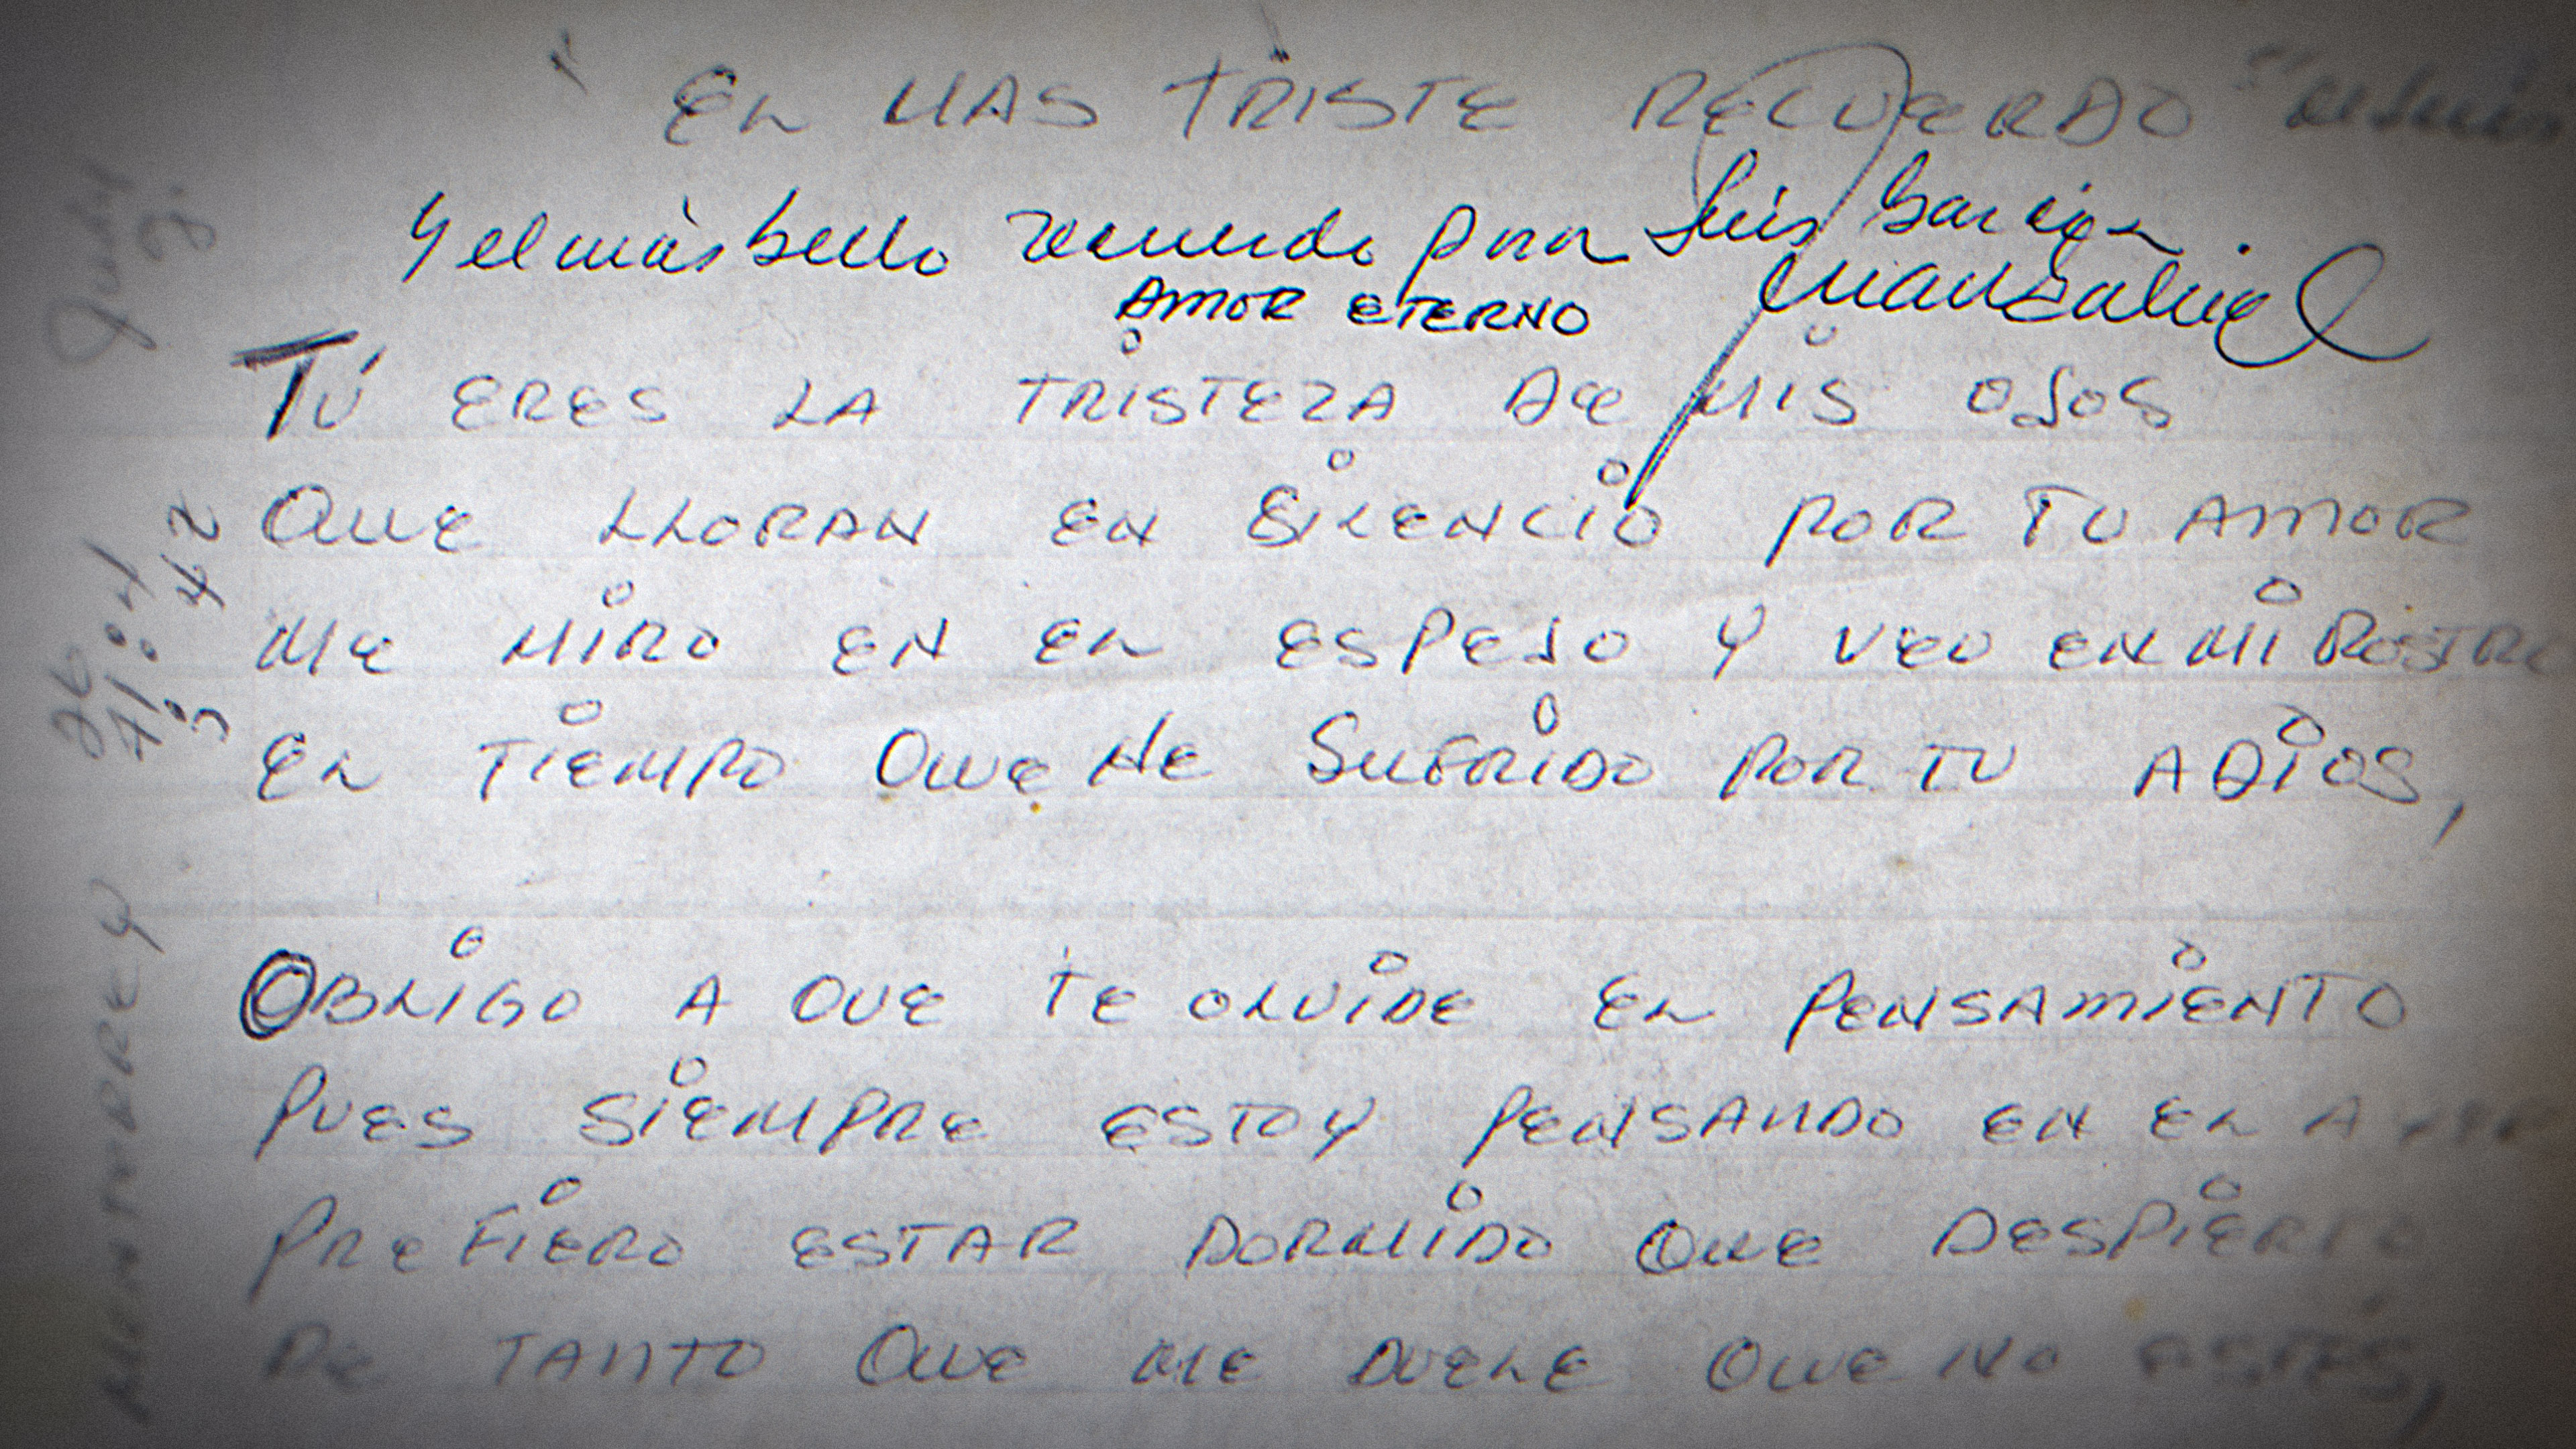 EL MAS TRISTE RECUERDO
y el más bello recuerdo para Luis García.
AMOR ETERNO
TÚ ERES LA TRISTEZA DE MIS OJOS
QUE LLORAN EN SILENCIO POR TU AMOR
ME MIRO EN EL ESPEJO Y VEO EN MI ROSTRO
EL TIEMPO QUE HE SUFRIDO POR TU ADIOS,
OBLIGO A QUE TE OLVIDE EL PENSAMIENTO
PUES SIEMPRE ESTOY PENSANDO EN EL A
PREFIERO ESTAR DORMIDO QUE DESPIERTO
DE TANTO QUE ME DUELE QUE NO ESTES,
MONTERREY